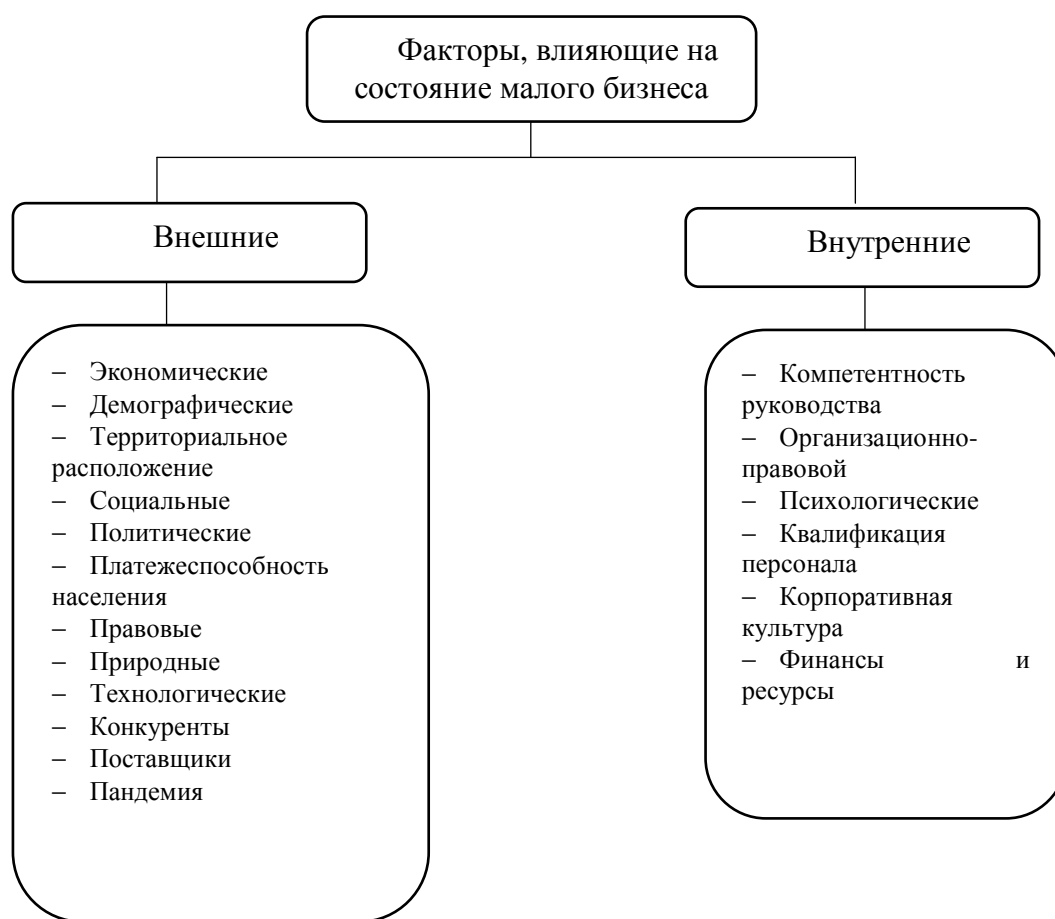 Факторы, влияющие на
состояние малого бизнеса
Внешние
Внутренние
– Экономические
– Демографические
– Территориальное
расположение
– Социальные
– Политические
– Платежеспособность
населения
– Правовые
– Природные
– Технологические
– Конкуренты
– Поставщики
– Пандемия
– Компетентность
руководства
– Организационно-
правовой
– Психологические
– Квалификация
персонала
– Корпоративная
культура
– Финансы и
ресурсы